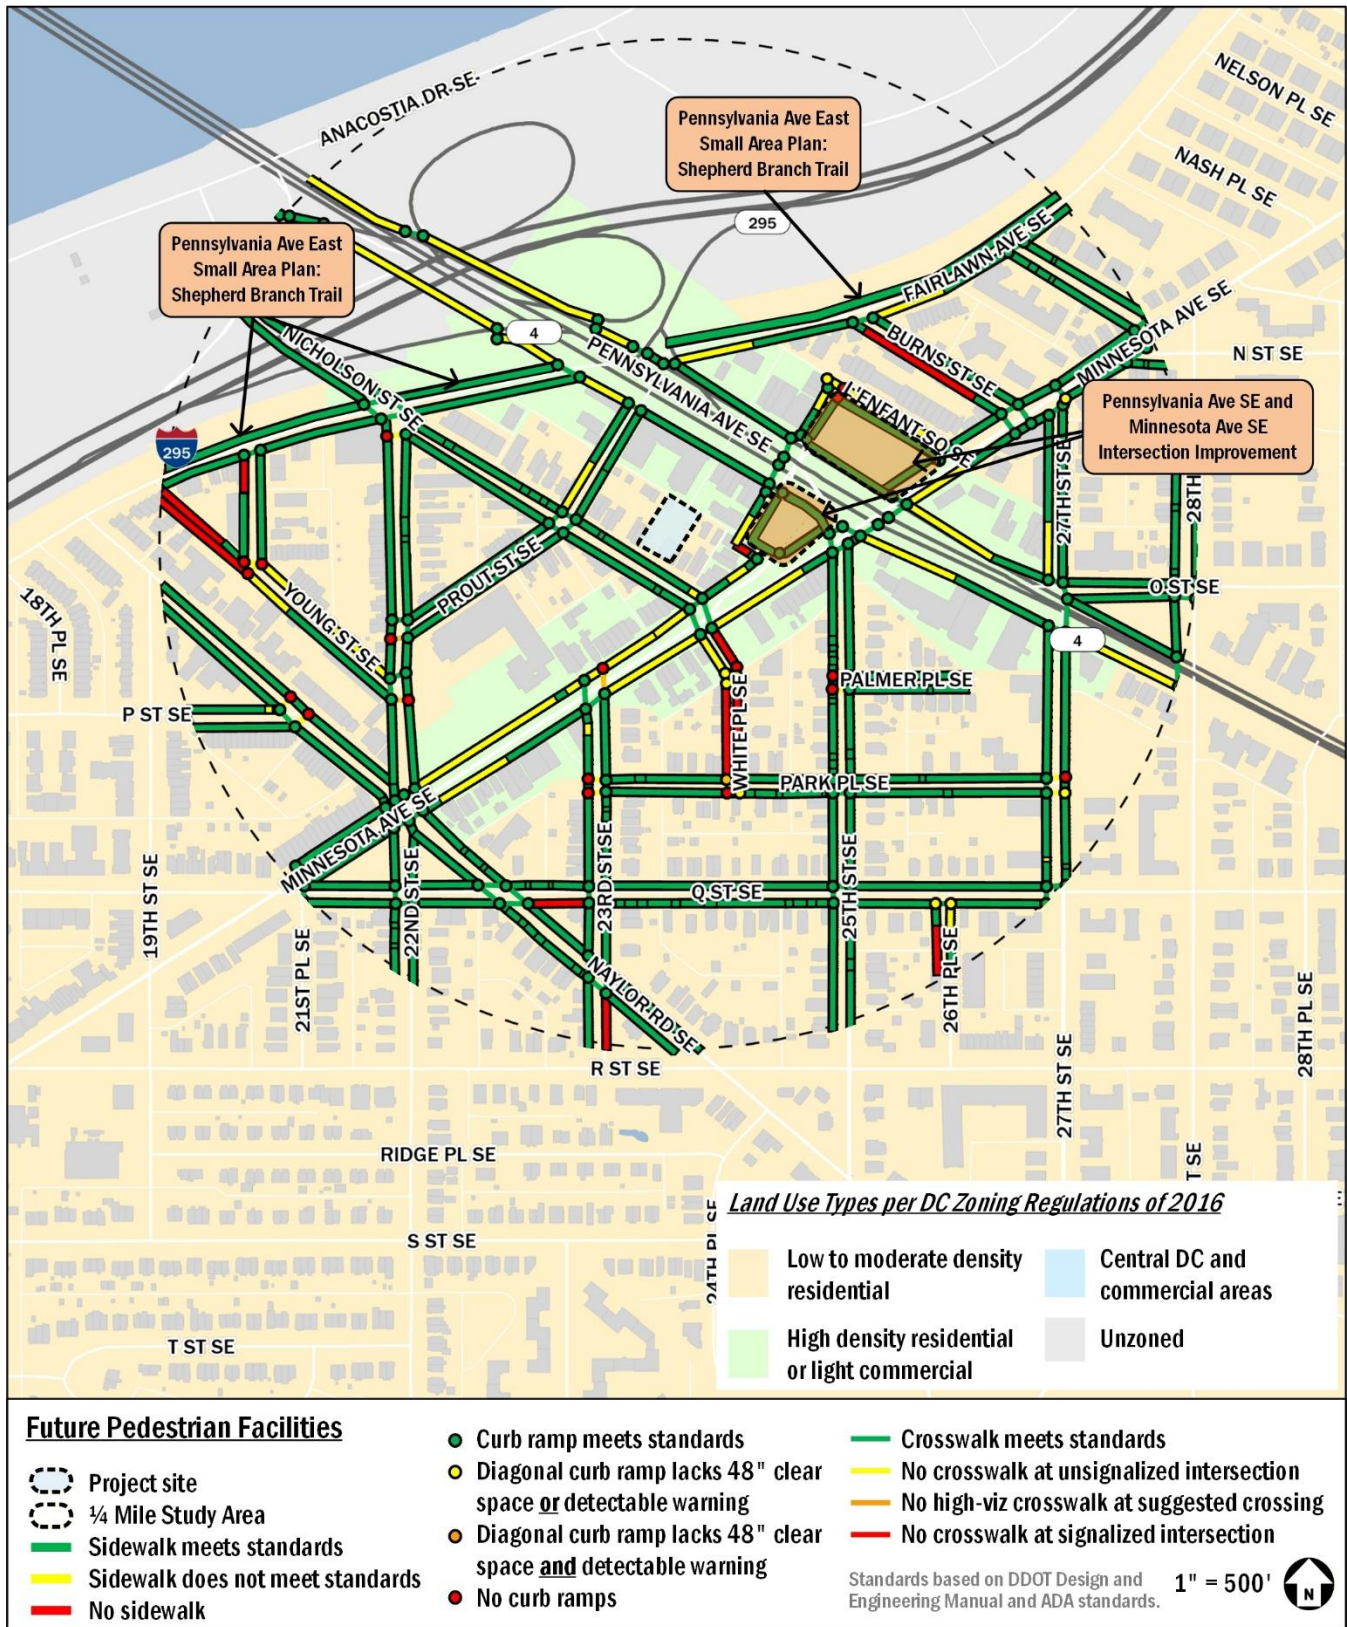 NELSON PL SE
NASH PL SE
ANACOSTIA DR SE
Pennsylvania Ave East
Small Area Plan:
Shepherd Branch Trail
295
Pennsylvania Ave East
Small Area Plan:
Shepherd Branch Trail
FAIRLAWN AVE SE
4
NICHOLSON ST SE
PENNSYLVANIA AVE SE
BURNS ST SE
MINNESOTA AVE SE
N ST SE
L'ENFANT SQ SE
Pennsylvania Ave SE and
Minnesota Ave SE
Intersection Improvement
295
27TH ST SE
28TH
PROUT ST SE
O ST SE
18TH PL SE
YOUNG ST SE
4
PALMER PL SE
P ST SE
WHITE PL SE
PARK PL SE
MINNESOTA AVE SE
19TH ST SE
22ND ST SE
23RD ST SE
Q ST SE
25TH ST SE
21ST PL SE
NAYLOR RD SE
26TH PL SE
27TH ST SE
28TH PL SE
R ST SE
RIDGE PL SE
T SE
24TH PL SE
S ST SE
T ST SE
Land Use Types per DC Zoning Regulations of 2016
Low to moderate density
residential
Central DC and
commercial areas
High density residential
or light commercial
Unzoned
Future Pedestrian Facilities
Project site
¼ Mile Study Area
Sidewalk meets standards
Sidewalk does not meet standards
No sidewalk
Curb ramp meets standards
Diagonal curb ramp lacks 48" clear
space or detectable warning
Diagonal curb ramp lacks 48" clear
space and detectable warning
No curb ramps
Crosswalk meets standards
No crosswalk at unsignalized intersection
No high-viz crosswalk at suggested crossing
No crosswalk at signalized intersection
Standards based on DDOT Design and
Engineering Manual and ADA standards.
1" = 500'
N